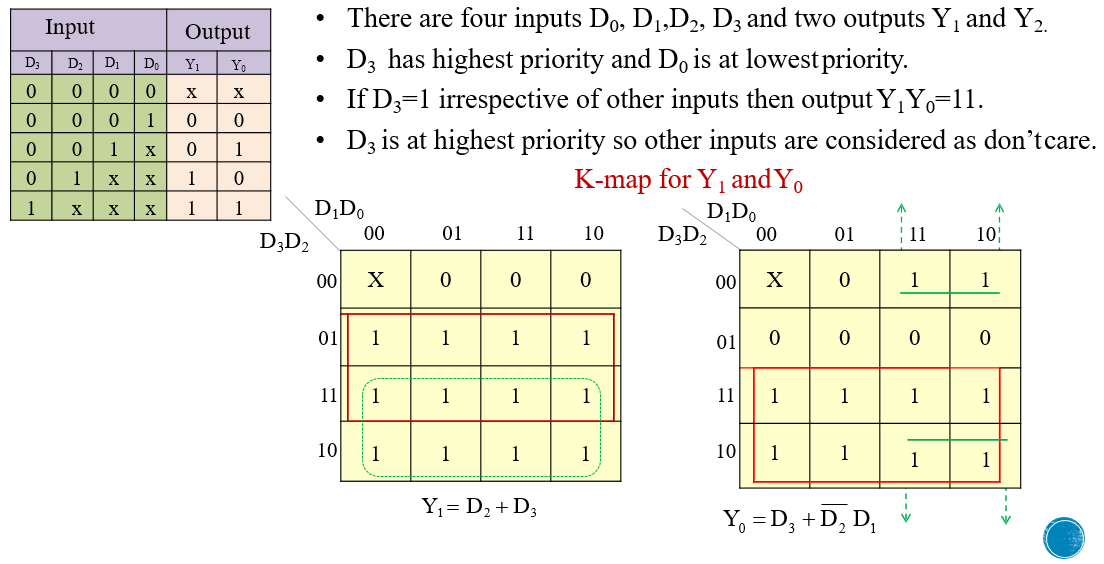 Input Output
D₃ D₂ D₁ D₀ Y₁ Y₀
0 0 0 0 x x
0 0 0 1 0 0
0 0 1 x 0 1
0 1 x x 1 0
1 x x x 1 1
• There are four inputs D₀, D₁,D₂, D₃ and two outputs Y₁ and Y₂.
• D₃ has highest priority and D₀ is at lowest priority.
• If D₃=1 irrespective of other inputs then output Y₁Y₀=11.
• D₃ is at highest priority so other inputs are considered as don'tcare.
K-map for Y₁ and Y₀
D₁D₀
D₃D₂ 00 01 11 10
00 X 0 0 0
01 1 1 1 1
11 1 1 1 1
10 1 1 1 1
Y₁ = D₂ + D₃
D₁D₀
D₃D₂ 00 01 11 10
00 X 0 1 1
01 0 0 0 0
11 1 1 1 1
10 1 1 1 1
Y₀ = D₃ + D̅₂ D₁